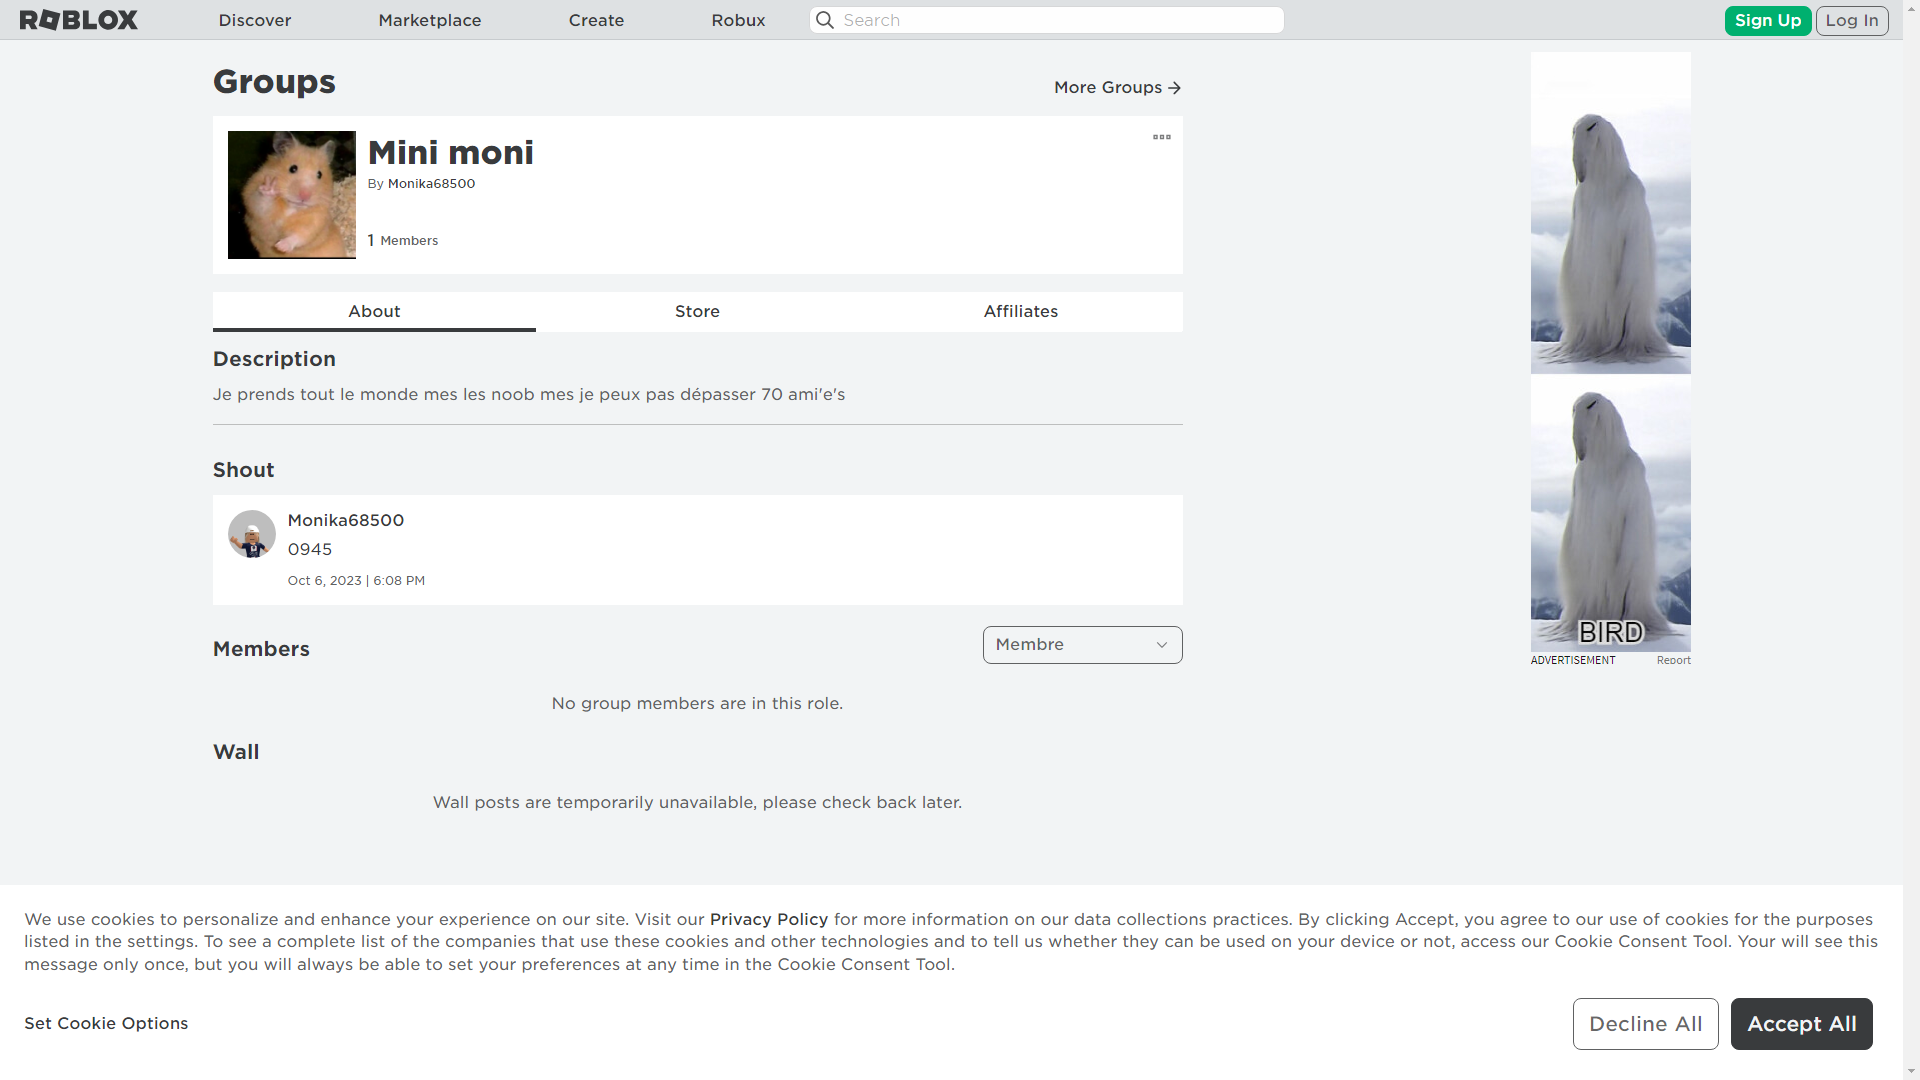 ROBLOX
Discover
Marketplace
Create
Robux
Search
Sign Up
Log In
Groups
More Groups
Mini moni
By Monika68500
1 Members
About
Store
Affiliates
Description
Je prends tout le monde mes les noob mes je peux pas dépasser 70 ami'e's
Shout
Monika68500
0945
Oct 6, 2023 | 6:08 PM
Members
Membre
No group members are in this role.
Wall
Wall posts are temporarily unavailable, please check back later.
BIRD
ADVERTISEMENT
Report
We use cookies to personalize and enhance your experience on our site. Visit our Privacy Policy for more information on our data collections practices. By clicking Accept, you agree to our use of cookies for the purposes
listed in the settings. To see a complete list of the companies that use these cookies and other technologies and to tell us whether they can be used on your device or not, access our Cookie Consent Tool. Your will see this
message only once, but you will always be able to set your preferences at any time in the Cookie Consent Tool.
Set Cookie Options
Decline All
Accept All